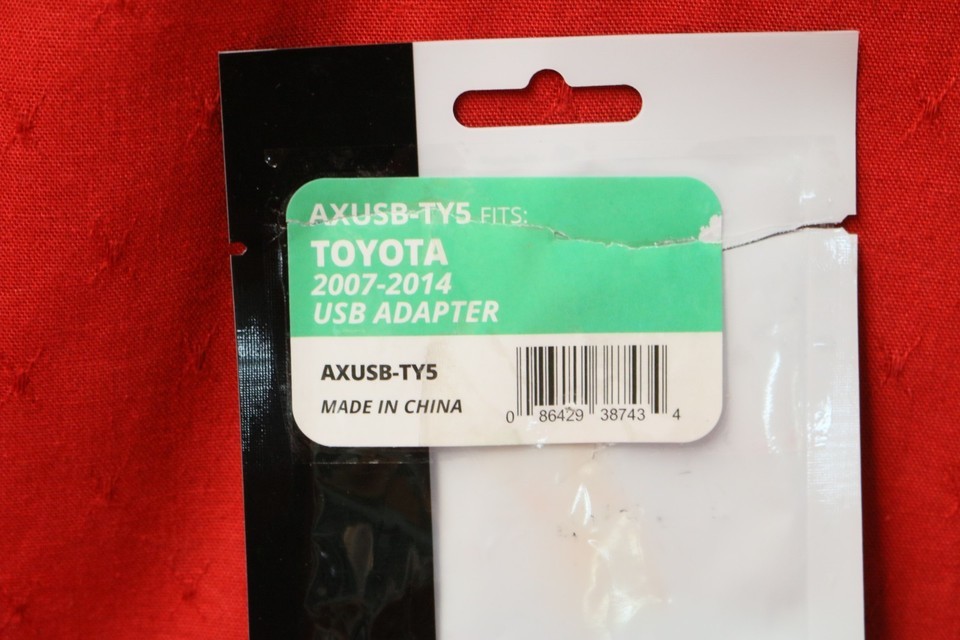 AXUSB-TY5 FITS:
TOYOTA
2007-2014
USB ADAPTER
AXUSB-TY5
MADE IN CHINA
0 86429 38743 4